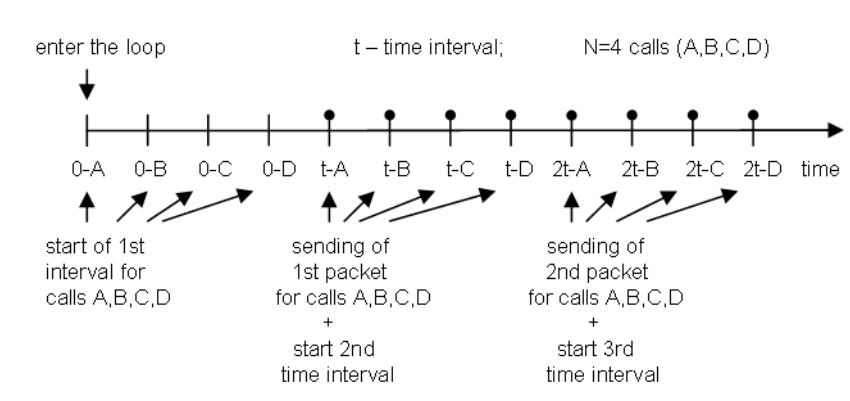 enter the loop
t – time interval;
N=4 calls (A,B,C,D)
0-A 0-B 0-C 0-D t-A t-B t-C t-D 2t-A 2t-B 2t-C 2t-D time
start of 1st
interval for
calls A,B,C,D
sending of
1st packet
for calls A,B,C,D
+
start 2nd
time interval
sending of
2nd packet
for calls A,B,C,D
+
start 3rd
time interval